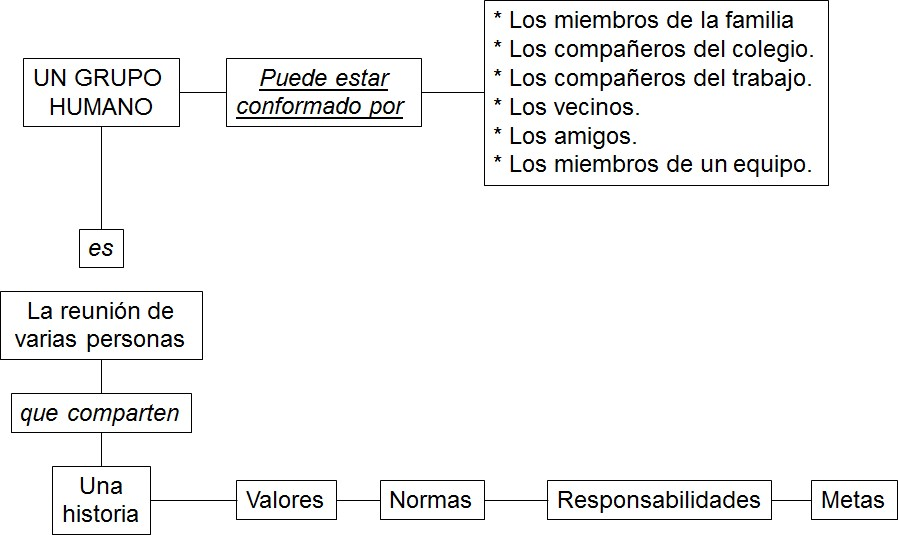 UN GRUPO
HUMANO
Puede estar
conformado por
* Los miembros de la familia
* Los compañeros del colegio.
* Los compañeros del trabajo.
* Los vecinos.
* Los amigos.
* Los miembros de un equipo.
es
La reunión de
varias personas
que comparten
Una
historia
Valores
Normas
Responsabilidades
Metas